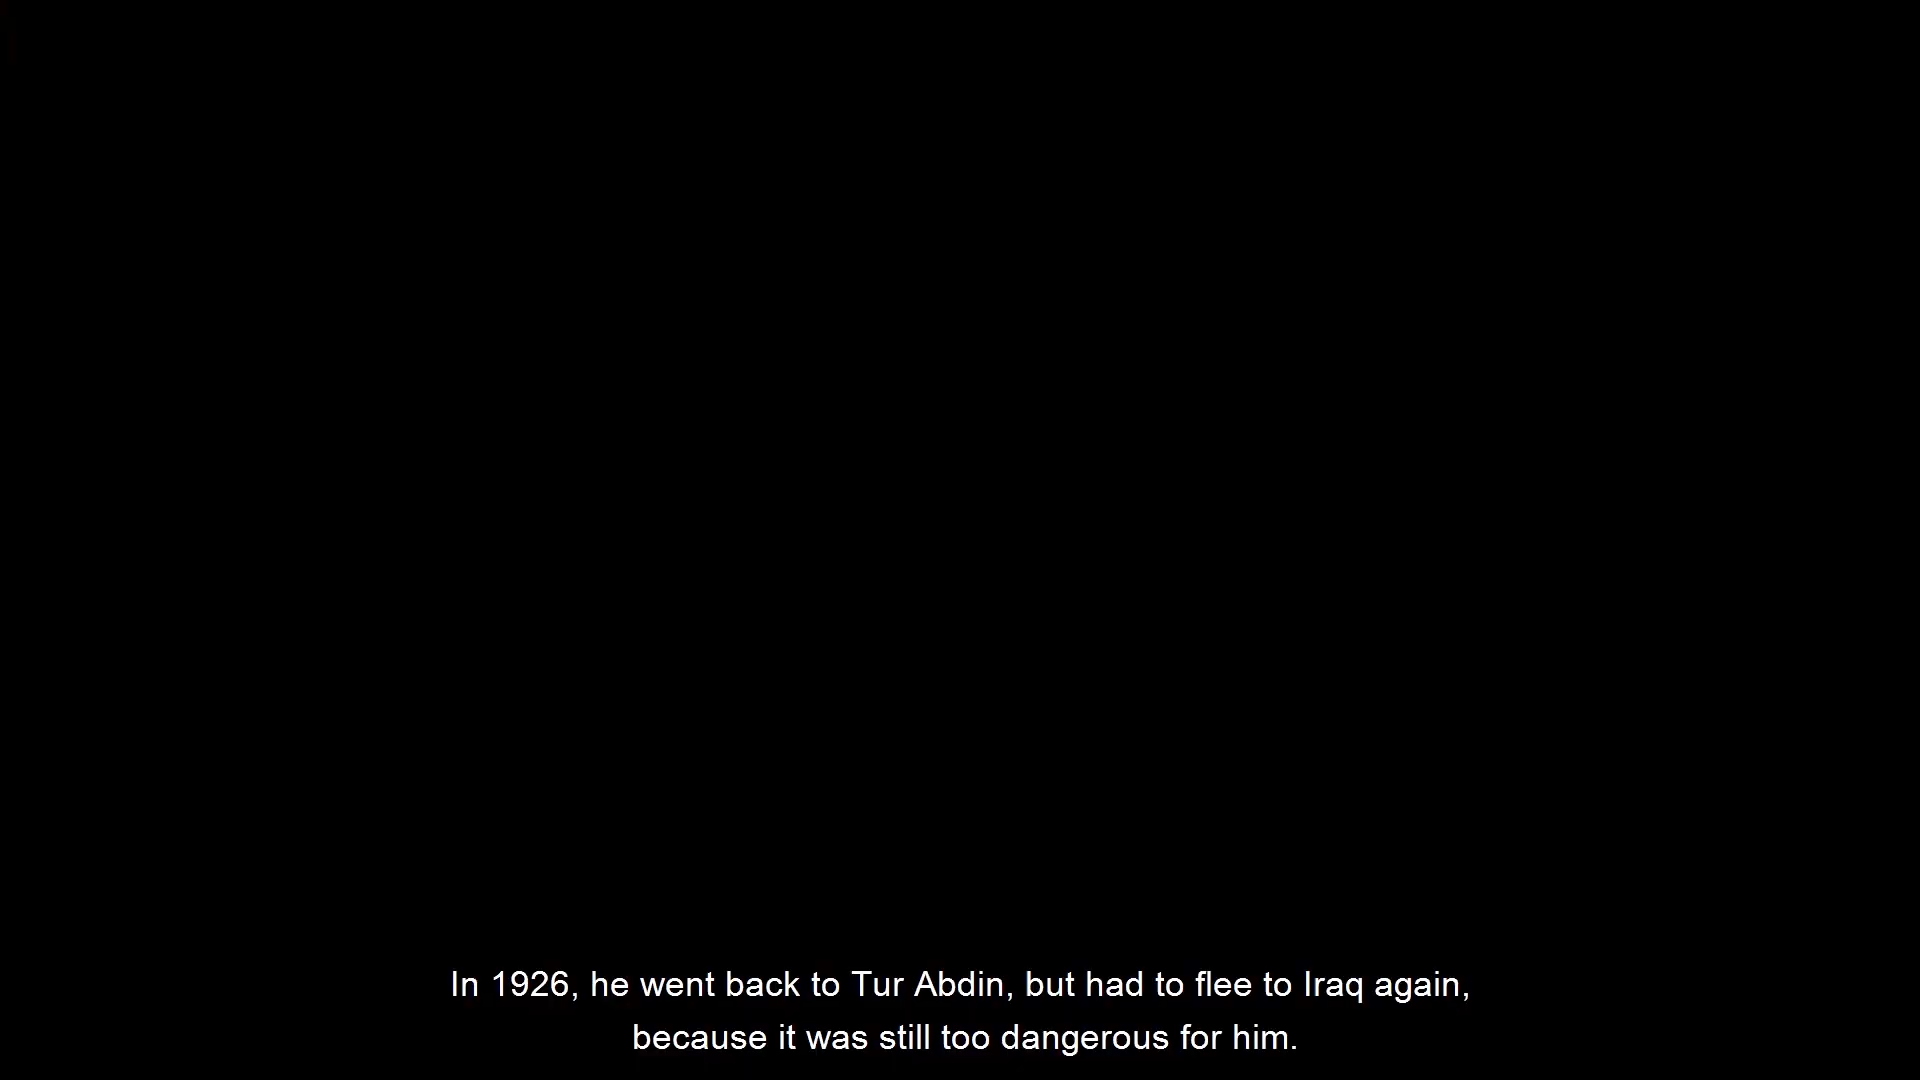 In 1926, he went back to Tur Abdin, but had to flee to Iraq again,
because it was still too dangerous for him.